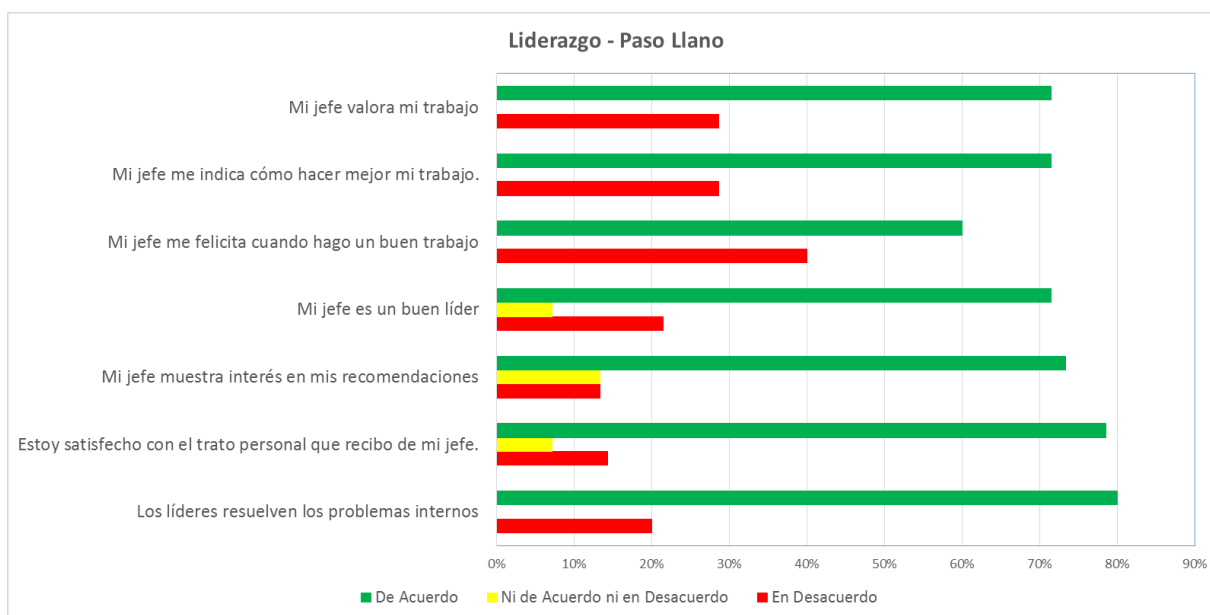 Liderazgo - Paso Llano
Mi jefe valora mi trabajo
Mi jefe me indica cómo hacer mejor mi trabajo.
Mi jefe me felicita cuando hago un buen trabajo
Mi jefe es un buen líder
Mi jefe muestra interés en mis recomendaciones
Estoy satisfecho con el trato personal que recibo de mi jefe.
Los líderes resuelven los problemas internos
0% 10% 20% 30% 40% 50% 60% 70% 80% 90%
De Acuerdo Ni de Acuerdo ni en Desacuerdo En Desacuerdo